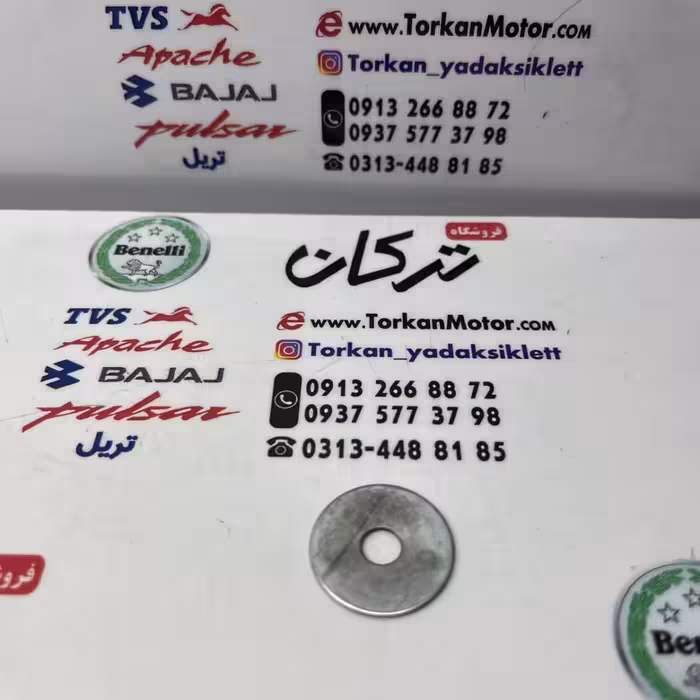 TVS
www.TorkanMotor.com
Apache
Torkan_yadaksiklett
BAJAJ
0913 266 88 72
pulsar
0937 577 37 98
تریل
0313-448 81 85
Benelli
فروشگاه
ترکان
TVS
www.TorkanMotor.com
Apache
Torkan_yadaksiklett
BAJAJ
0913 266 88 72
pulsar
0937 577 37 98
تریل
0313-448 81 85